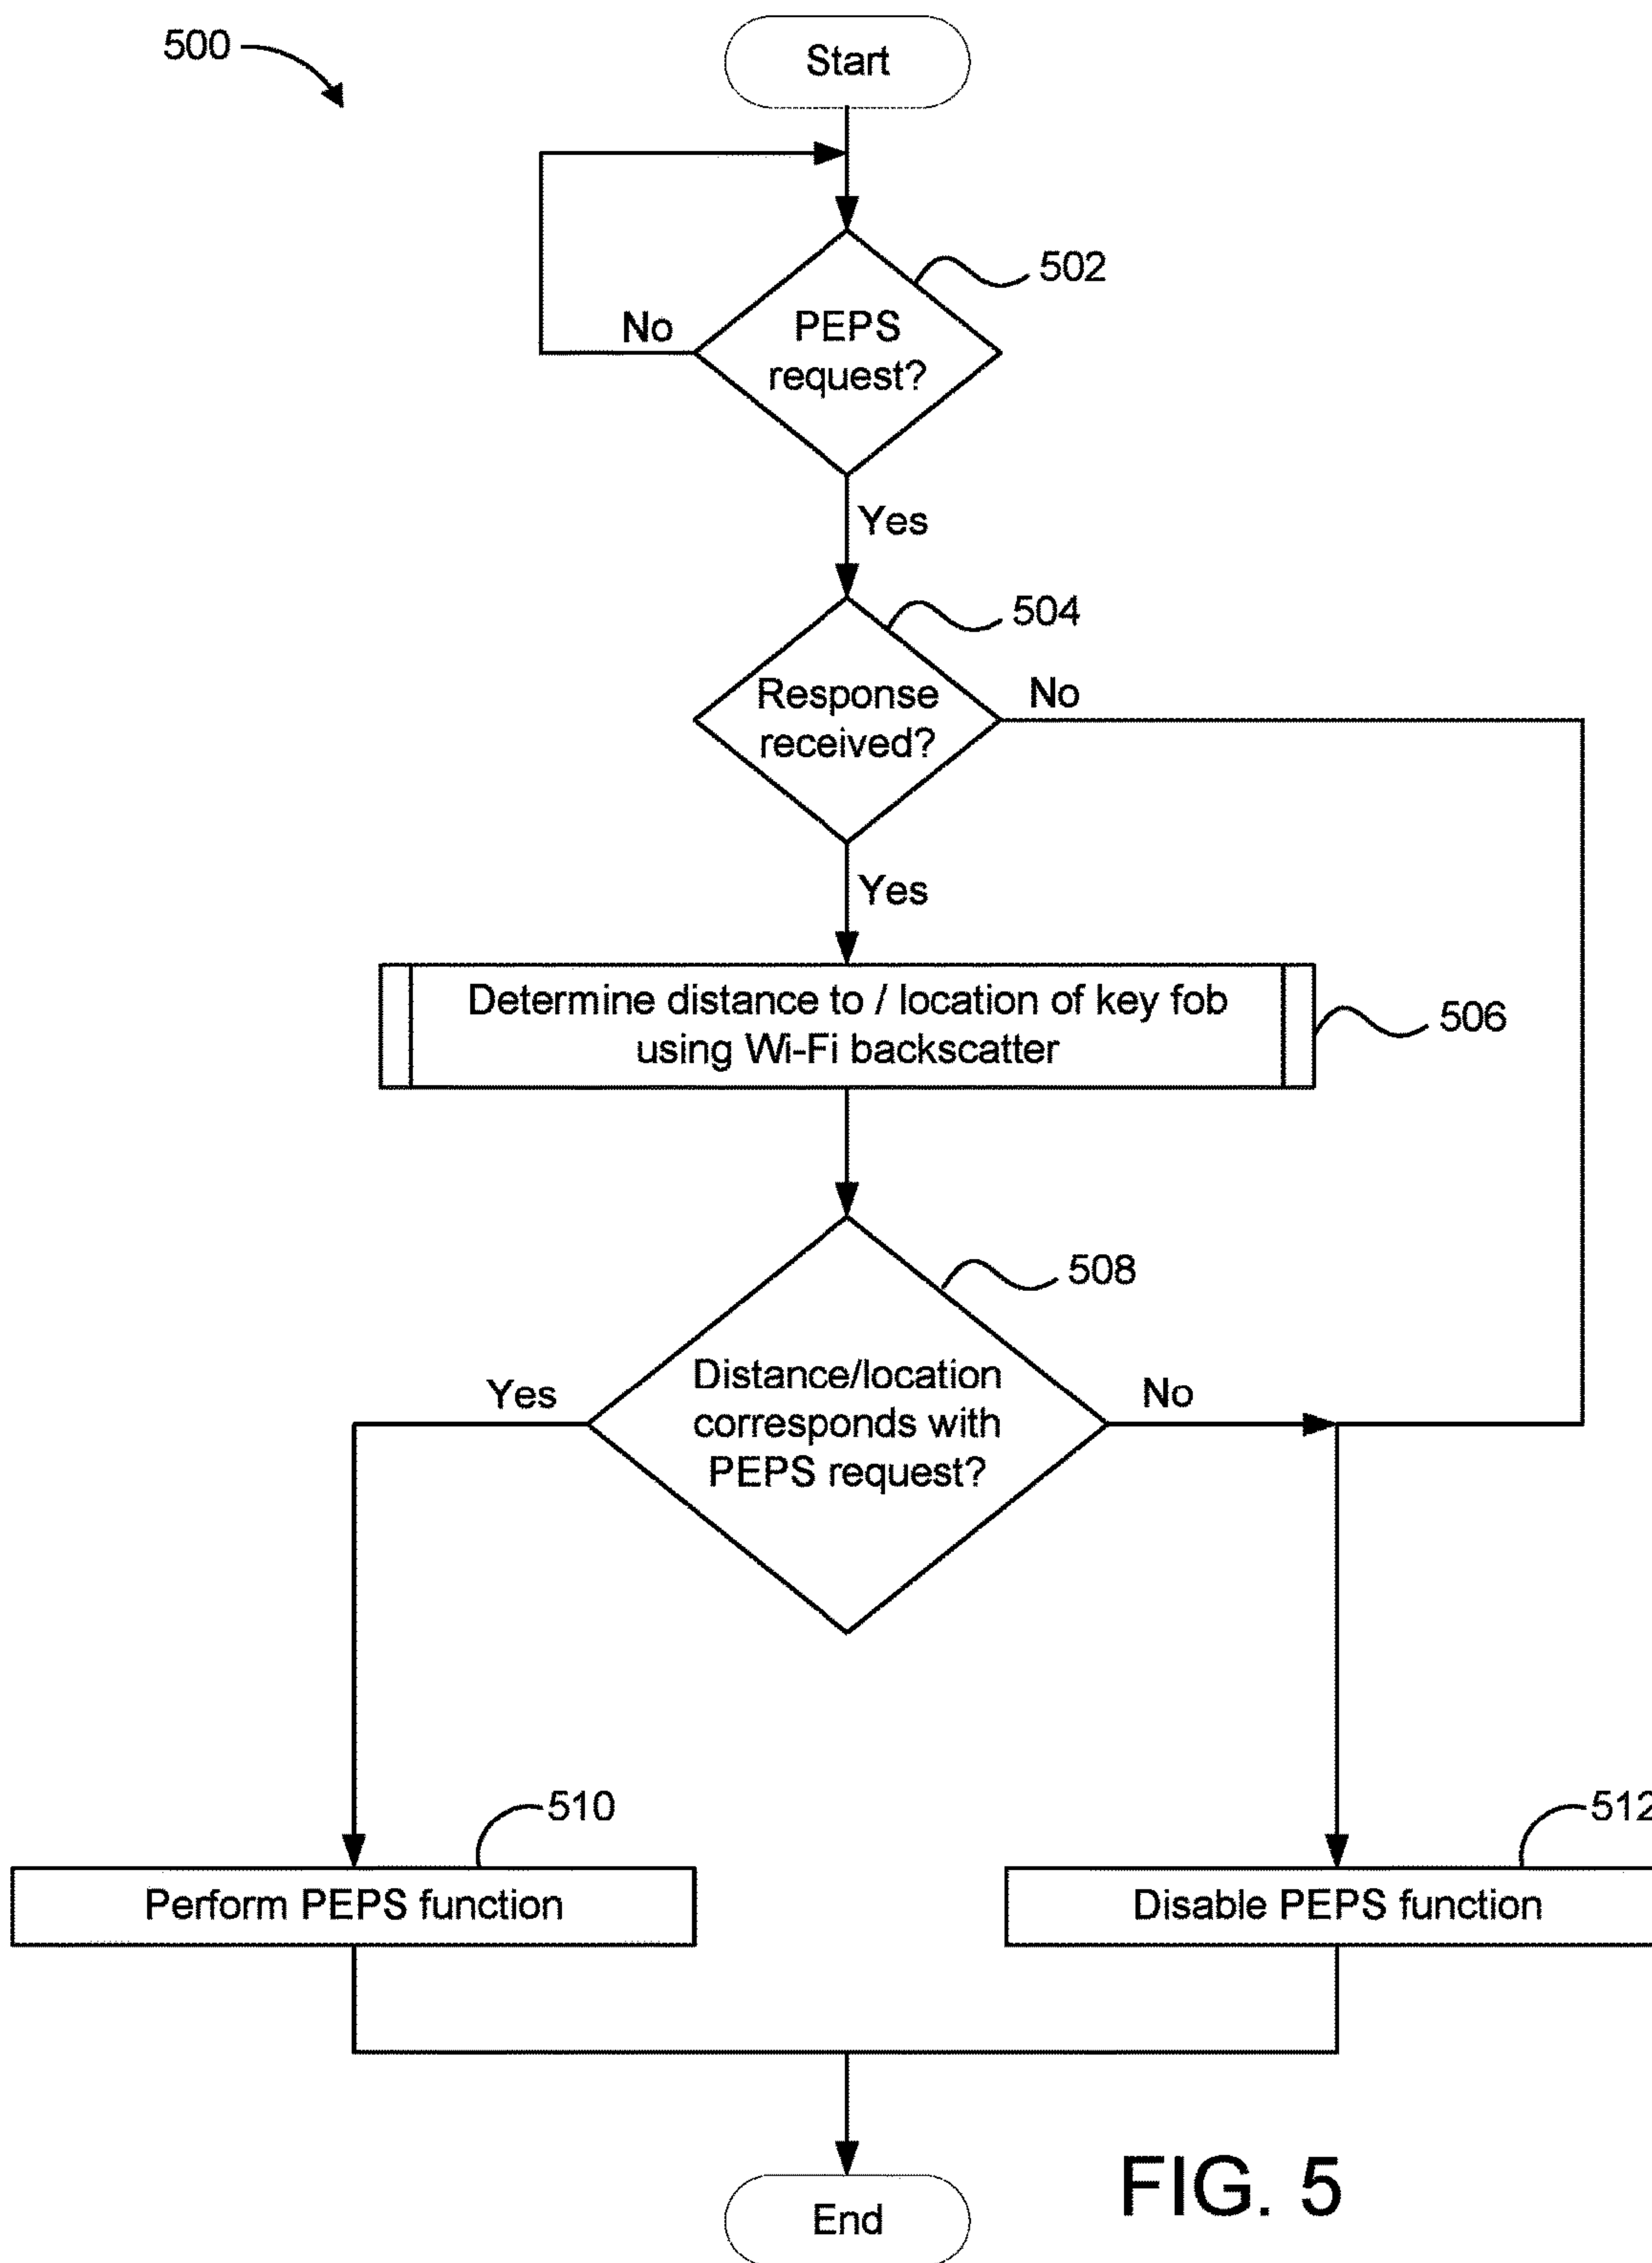 500
Start
502
PEPS
request?
No
Yes
504
Response
received?
No
Yes
Determine distance to / location of key fob
using Wi-Fi backscatter
506
508
Distance/location
corresponds with
PEPS request?
Yes
No
510
512
Perform PEPS function
Disable PEPS function
End
FIG. 5